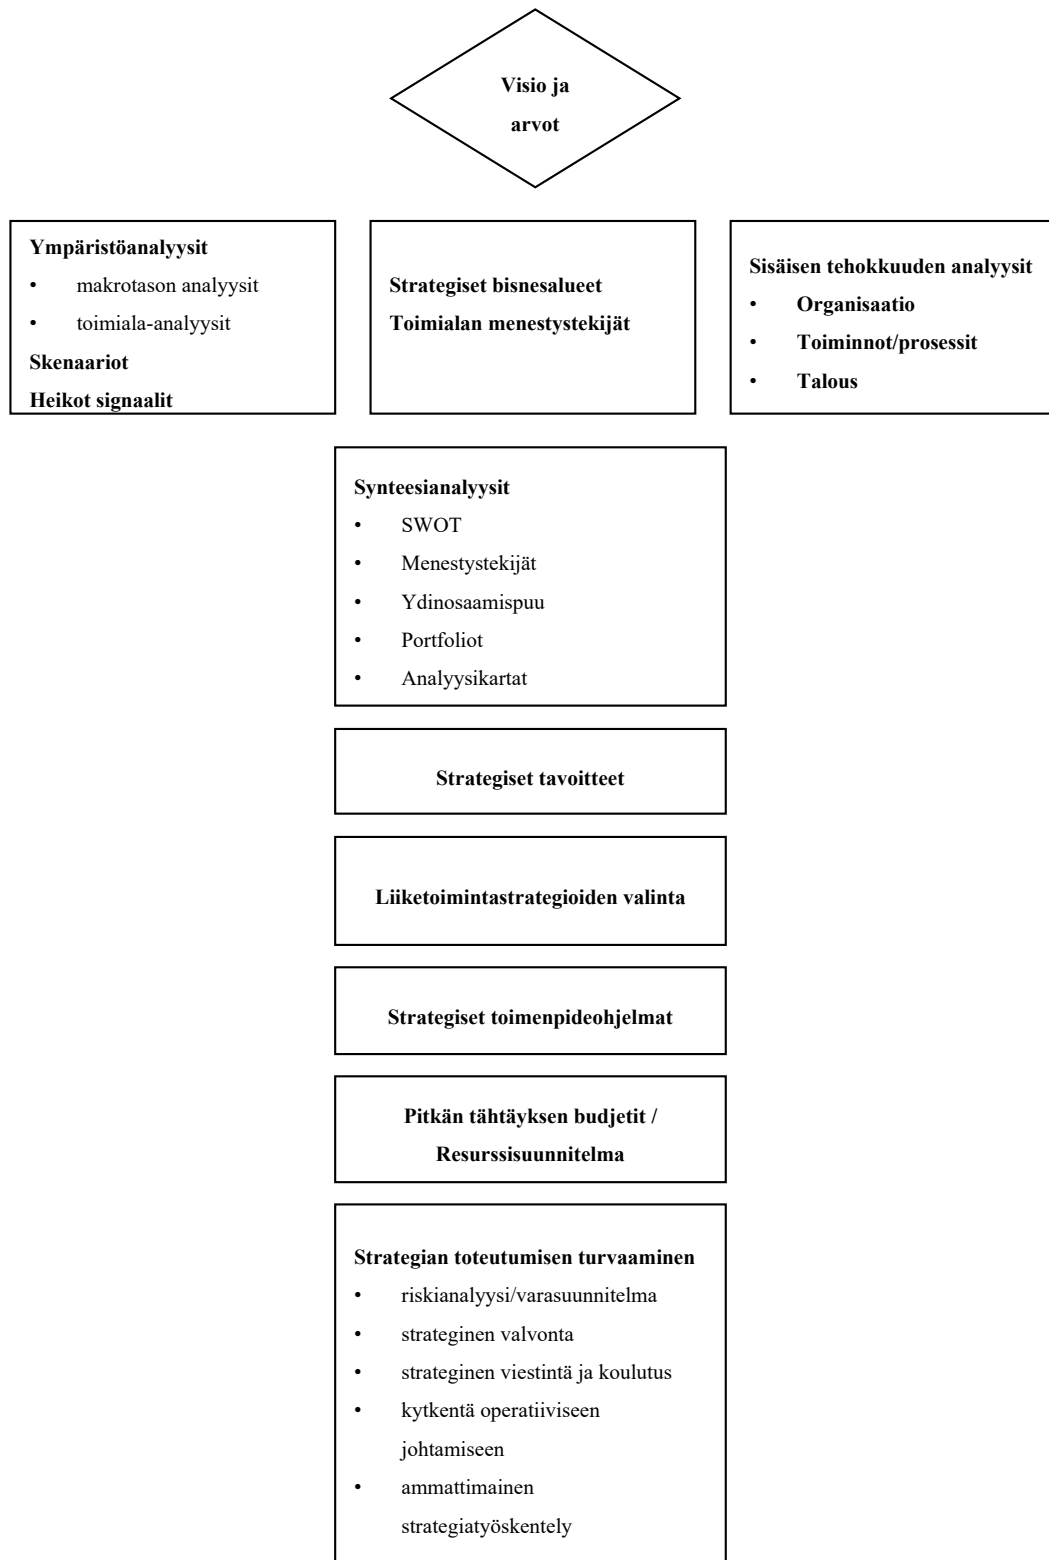 Visio ja
arvot
Ympäristöanalyysit
• makrotason analyysit
• toimiala-analyysit
Skenaariot
Heikot signaalit
Strategiset bisnesalueet
Toimialan menestystekijät
Sisäisen tehokkuuden analyysit
• Organisaatio
• Toiminnot/prosessit
• Talous
Synteesianalyysit
• SWOT
• Menestystekijät
• Ydinosaamispuu
• Portfoliot
• Analyysikartat
Strategiset tavoitteet
Liiketoimintastrategioiden valinta
Strategiset toimenpideohjelmat
Pitkän tähtäyksen budjetit /
Resurssisuunnitelma
Strategian toteutumisen turvaaminen
• riskianalyysi/varasuunnitelma
• strateginen valvonta
• strateginen viestintä ja koulutus
• kytkentä operatiiviseen
johtamiseen
• ammattimainen
strategiatyöskentely